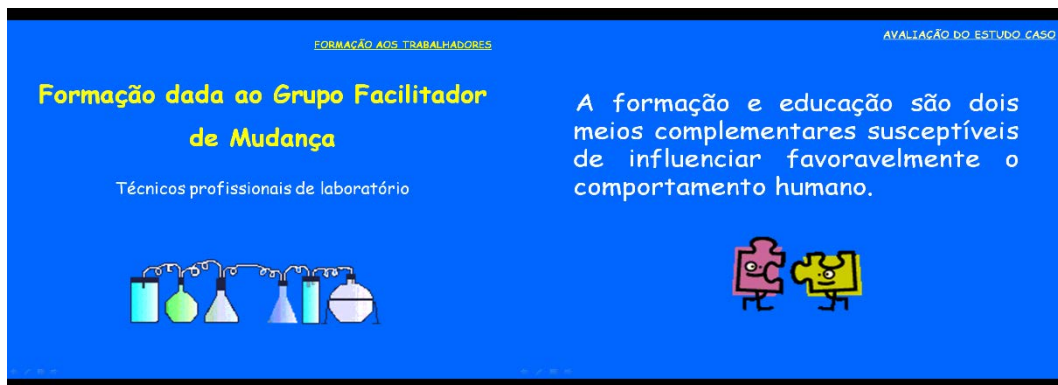 FORMAÇÃO AOS TRABALHADORES
Formação dada ao Grupo Facilitador
de Mudança
Técnicos profissionais de laboratório
AVALIAÇÃO DO ESTUDO CASO
A formação e educação são dois
meios complementares susceptíveis
de influenciar favoravelmente o
comportamento humano.